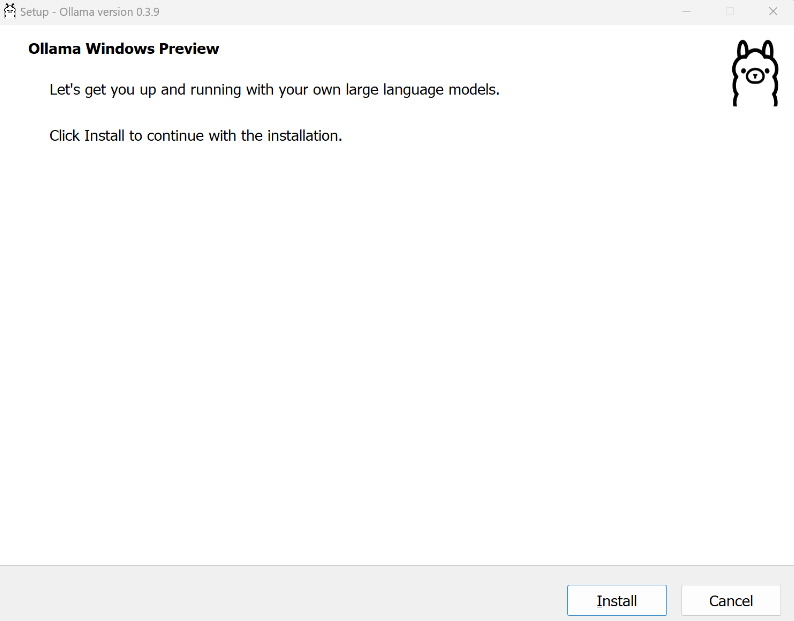 Setup - Ollama version 0.3.9
Ollama Windows Preview
Let's get you up and running with your own large language models.
Click Install to continue with the installation.
Install
Cancel